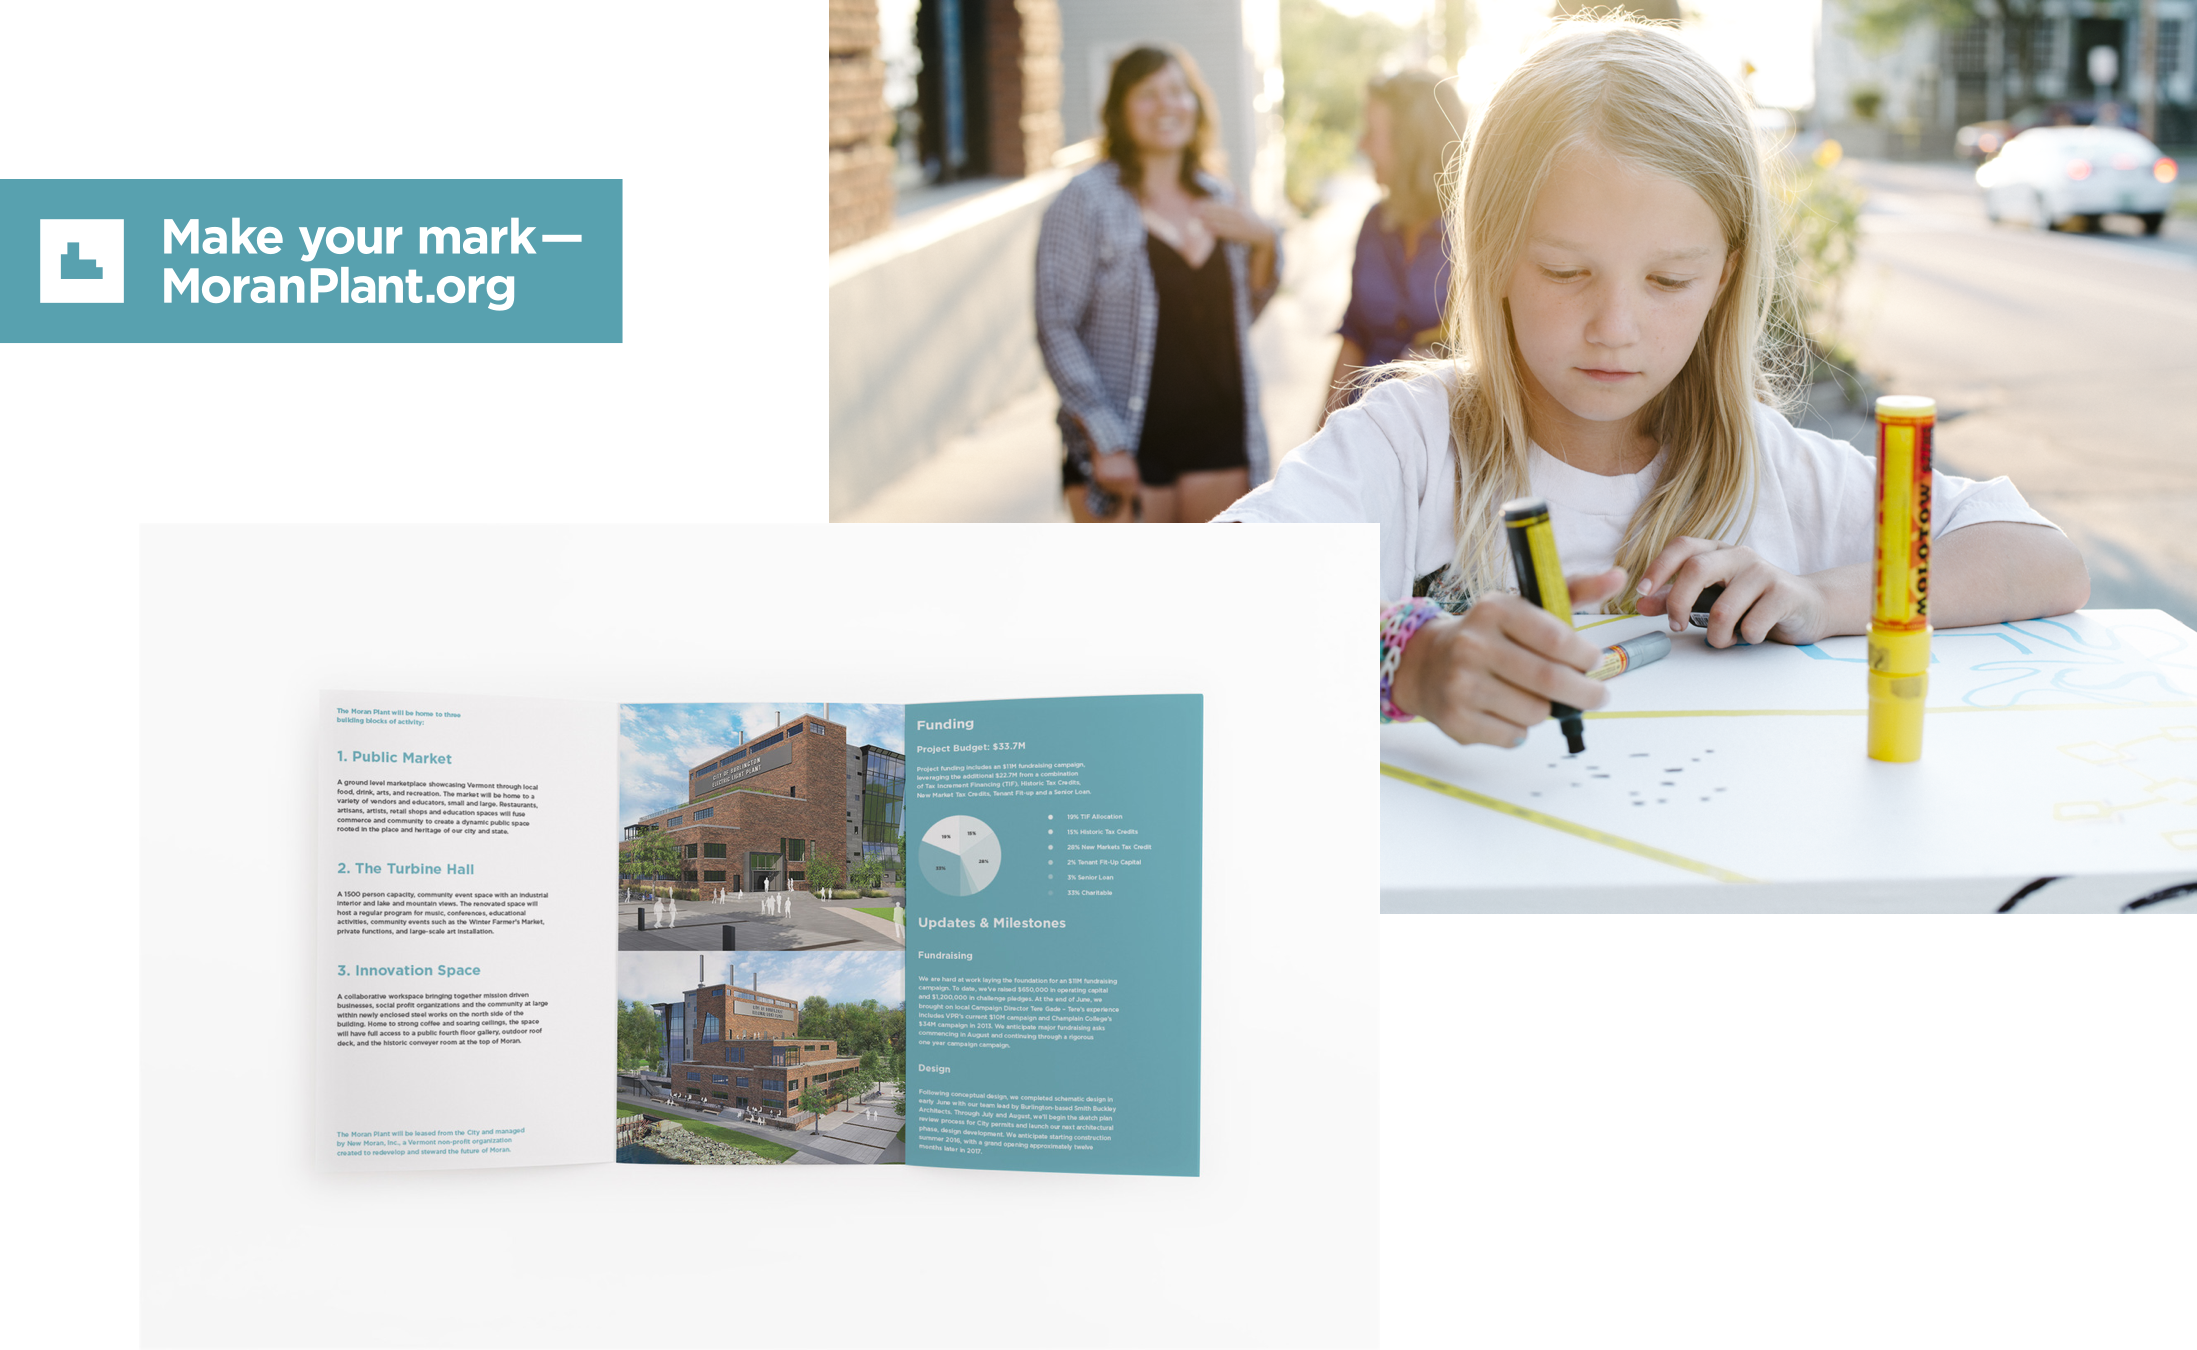 Make your mark—
MoranPlant.org
MOLOTOW
The Moran Plant will be home to three
building blocks of activity:
1. Public Market
A ground level marketplace showcasing Vermont through local
food, drink, arts, and recreation. The market will be home to a
variety of vendors and educators, small and large. Restaurants,
artisans, artists, retail shops and education spaces will fuse
commerce and community to create a dynamic public space
rooted in the place and heritage of our city and state.
2. The Turbine Hall
A 1500 person capacity, community event space with an industrial
interior and lake and mountain views. The renovated space will
host a regular program for music, conferences, educational
activities, community events such as the Winter Farmer's Market,
private functions, and large-scale art installation.
3. Innovation Space
A collaborative workspace bringing together mission driven
businesses, social profit organizations and the community at large
within newly enclosed steel works on the north side of the
building. Home to strong coffee and soaring ceilings, the space
will have full access to a public fourth floor gallery, outdoor roof
deck, and the historic conveyer room at the top of Moran.
The Moran Plant will be leased from the City and managed
by New Moran, Inc., a Vermont non-profit organization
created to redevelop and steward the future of Moran.
CITY OF BURLINGTON
ELECTRIC LIGHT PLANT
Funding
Project Budget: $33.7M
Project funding includes an $11M fundraising campaign,
leveraging the additional $22.7M from a combination
of Tax Increment Financing (TIF), Historic Tax Credits,
New Market Tax Credits, Tenant Fit-up and a Senior Loan.
19%
15%
28%
33%
19% TIF Allocation
15% Historic Tax Credits
28% New Markets Tax Credit
2% Tenant Fit-Up Capital
3% Senior Loan
33% Charitable
Updates & Milestones
Fundraising
We are hard at work laying the foundation for an $11M fundraising
campaign. To date, we've raised $650,000 in operating capital
and $1,200,000 in challenge pledges. At the end of June, we
brought on local Campaign Director Tere Gade - Tere's experience
includes VPR's current $10M campaign and Champlain College's
$34M campaign in 2013. We anticipate major fundraising asks
commencing in August and continuing through a rigorous
one year campaign campaign.
Design
Following conceptual design, we completed schematic design in
early June with our team lead by Burlington-based Smith Buckley
Architects. Through July and August, we'll begin the sketch plan
review process for City permits and launch our next architectural
phase, design development. We anticipate starting construction
summer 2016, with a grand opening approximately twelve
months later in 2017.